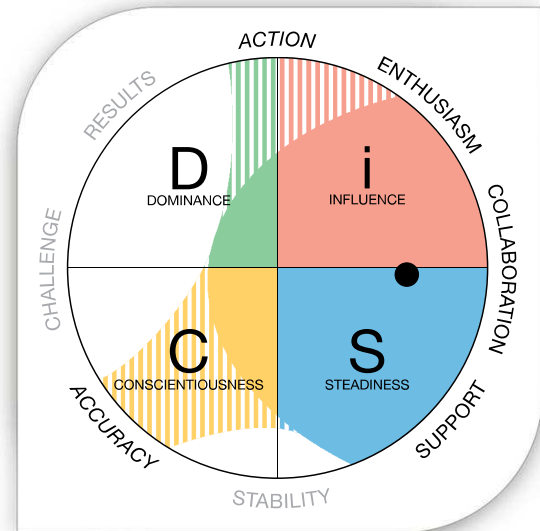 ACTION
ENTHUSIASM
RESULTS
D
DOMINANCE
i
INFLUENCE
COLLABORATION
CHALLENGE
C
CONSCIENTIOUSNESS
S
STEADINESS
ACCURACY
SUPPORT
STABILITY